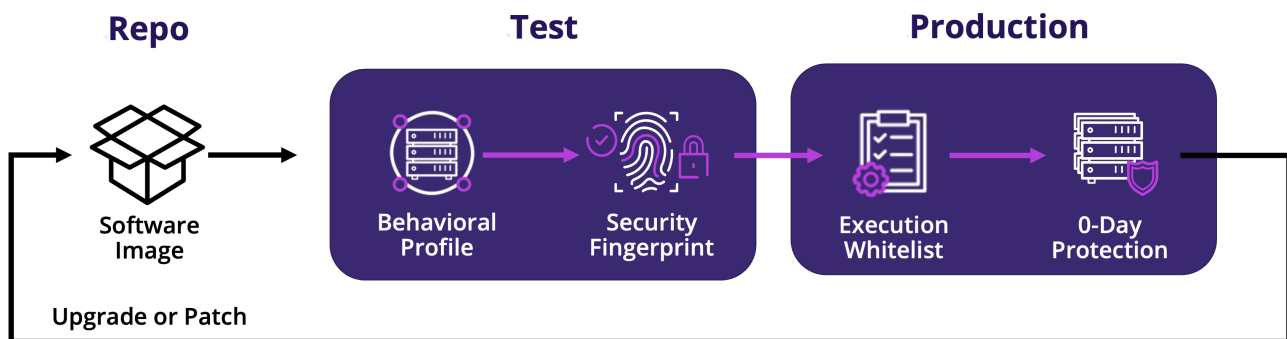 Repo
Test
Production
Software
Image
Behavioral
Profile
Security
Fingerprint
Execution
Whitelist
0-Day
Protection
Upgrade or Patch